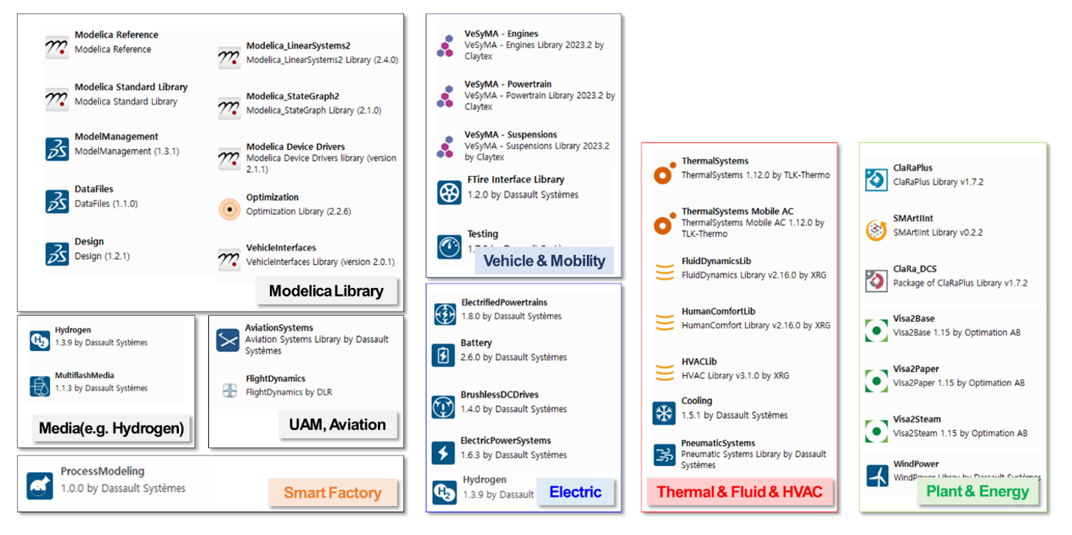 Modelica Reference
Modelica Reference
Modelica Standard Library
Modelica Standard Library
ModelManagement
ModelManagement (1.3.1)
DataFiles
DataFiles (1.1.0)
Design
Design (1.2.1)
Modelica_LinearSystems2
Modelica_LinearSystems2 Library (2.4.0)
Modelica_StateGraph2
Modelica_StateGraph Library (2.1.0)
Modelica Device Drivers
Modelica Device Drivers library (version
2.1.1)
Optimization
Optimization Library (2.2.6)
VehicleInterfaces
VehicleInterfaces Library (version 2.0.1)
Modelica Library
H2
Hydrogen
1.3.9 by Dassault Systèmes
MultiflashMedia
1.1.3 by Dassault Systèmes
Media(e.g. Hydrogen)
AviationSystems
Aviation Systems Library by Dassault
Systèmes
FlightDynamics
FlightDynamics by DLR
UAM, Aviation
ProcessModeling
1.0.0 by Dassault Systèmes
Smart Factory
VeSyMA - Engines
VeSyMA - Engines Library 2023.2 by
Claytex
VeSyMA - Powertrain
VeSyMA - Powertrain Library 2023.2 by
Claytex
VeSyMA - Suspensions
VeSyMA - Suspensions Library 2023.2
by Claytex
FTire Interface Library
1.2.0 by Dassault Systèmes
Testing
Vehicle & Mobility
ElectrifiedPowertrains
1.8.0 by Dassault Systèmes
Battery
2.6.0 by Dassault Systèmes
BrushlessDCDrives
1.4.0 by Dassault Systèmes
ElectricPowerSystems
1.6.3 by Dassault Systèmes
H2
Hydrogen
1.3.9 by Dassault
Electric
ThermalSystems
ThermalSystems 1.12.0 by TLK-Thermo
ThermalSystems Mobile AC
ThermalSystems Mobile AC 1.12.0 by
TLK-Thermo
FluidDynamicsLib
FluidDynamics Library v2.16.0 by XRG
HumanComfortLib
HumanComfort Library v2.16.0 by XRG
HVACLib
HVAC Library v3.1.0 by XRG
Cooling
1.5.1 by Dassault Systèmes
PneumaticSystems
Pneumatic Systems Library by Dassault
Systèmes
Thermal & Fluid & HVAC
ClaRaPlus
ClaRaPlus Library v1.7.2
SMArtIInt
SMArtIInt Library v0.2.2
ClaRa_DCS
Package of ClaRaPlus Library v1.7.2
Visa2Base
Visa2Base 1.15 by Optimation AB
Visa2Paper
Visa2Paper 1.15 by Optimation AB
Visa2Steam
Visa2Steam 1.15 by Optimation AB
WindPower
WindPower Library by Dassault Systèmes
Plant & Energy